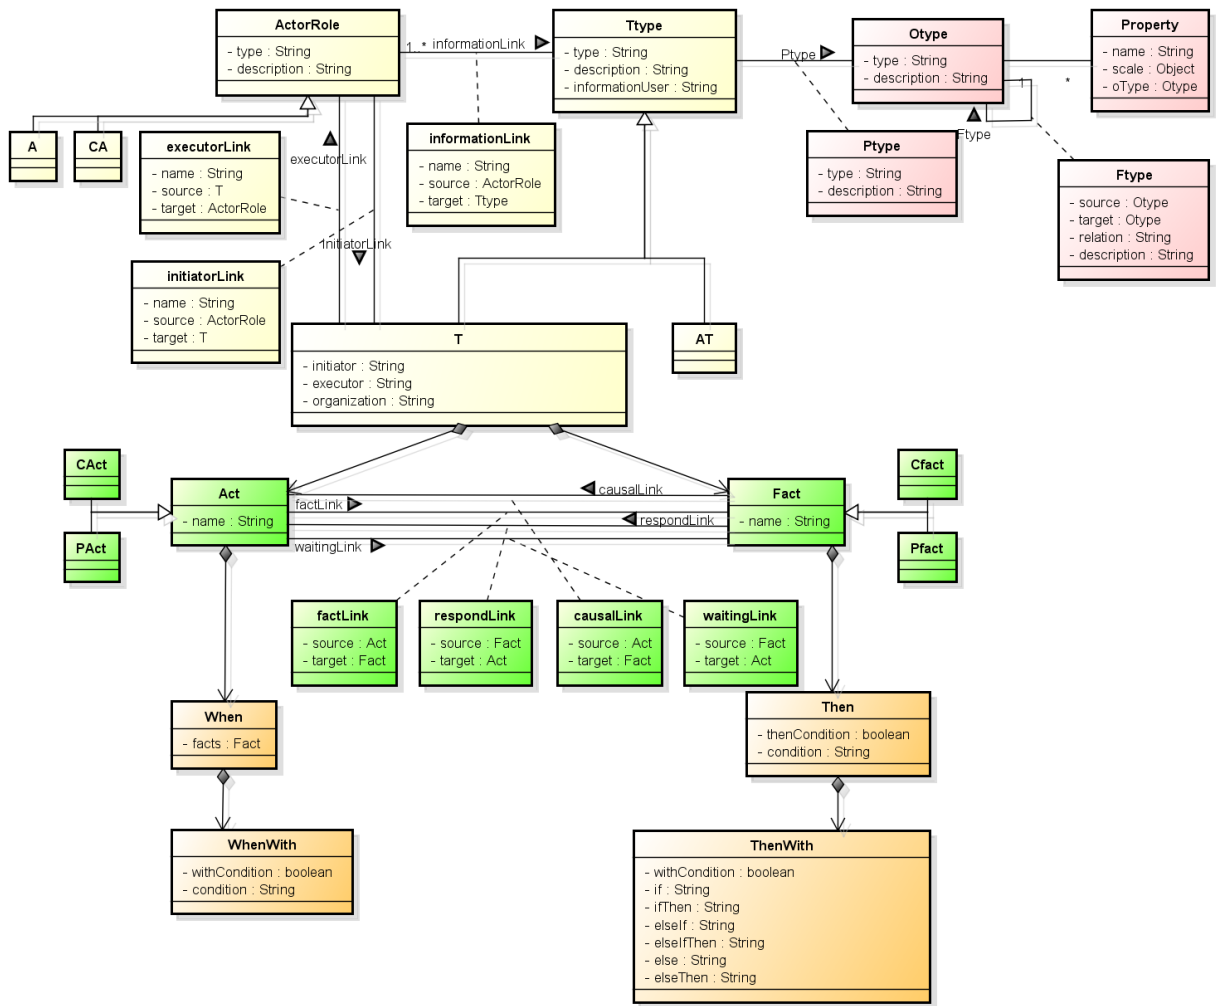 ActorRole
- type : String
- description : String
1..*
informationLink
Ttype
- type : String
- description : String
- informationUser : String
Ptype
Otype
- type : String
- description : String
1
*
Ftype
Property
- name : String
- scale : Object
- oType : Otype
A
CA
executorLink
- name : String
- source : T
- target : ActorRole
executorLink
informationLink
- name : String
- source : ActorRole
- target : Ttype
Ptype
- type : String
- description : String
Ftype
- source : Otype
- target : Otype
- relation : String
- description : String
InitiatorLink
initiatorLink
- name : String
- source : ActorRole
- target : T
T
- initiator : String
- executor : String
- organization : String
AT
CAct
PAct
Act
- name : String
causalLink
factLink
respondLink
waitingLink
Fact
- name : String
Cfact
Pfact
factLink
- source : Act
- target : Fact
respondLink
- source : Fact
- target : Act
causalLink
- source : Act
- target : Fact
waitingLink
- source : Fact
- target : Act
When
- facts : Fact
Then
- thenCondition : boolean
- condition : String
WhenWith
- withCondition : boolean
- condition : String
ThenWith
- withCondition : boolean
- if : String
- ifThen : String
- elseIf : String
- elseIfThen : String
- else : String
- elseThen : String